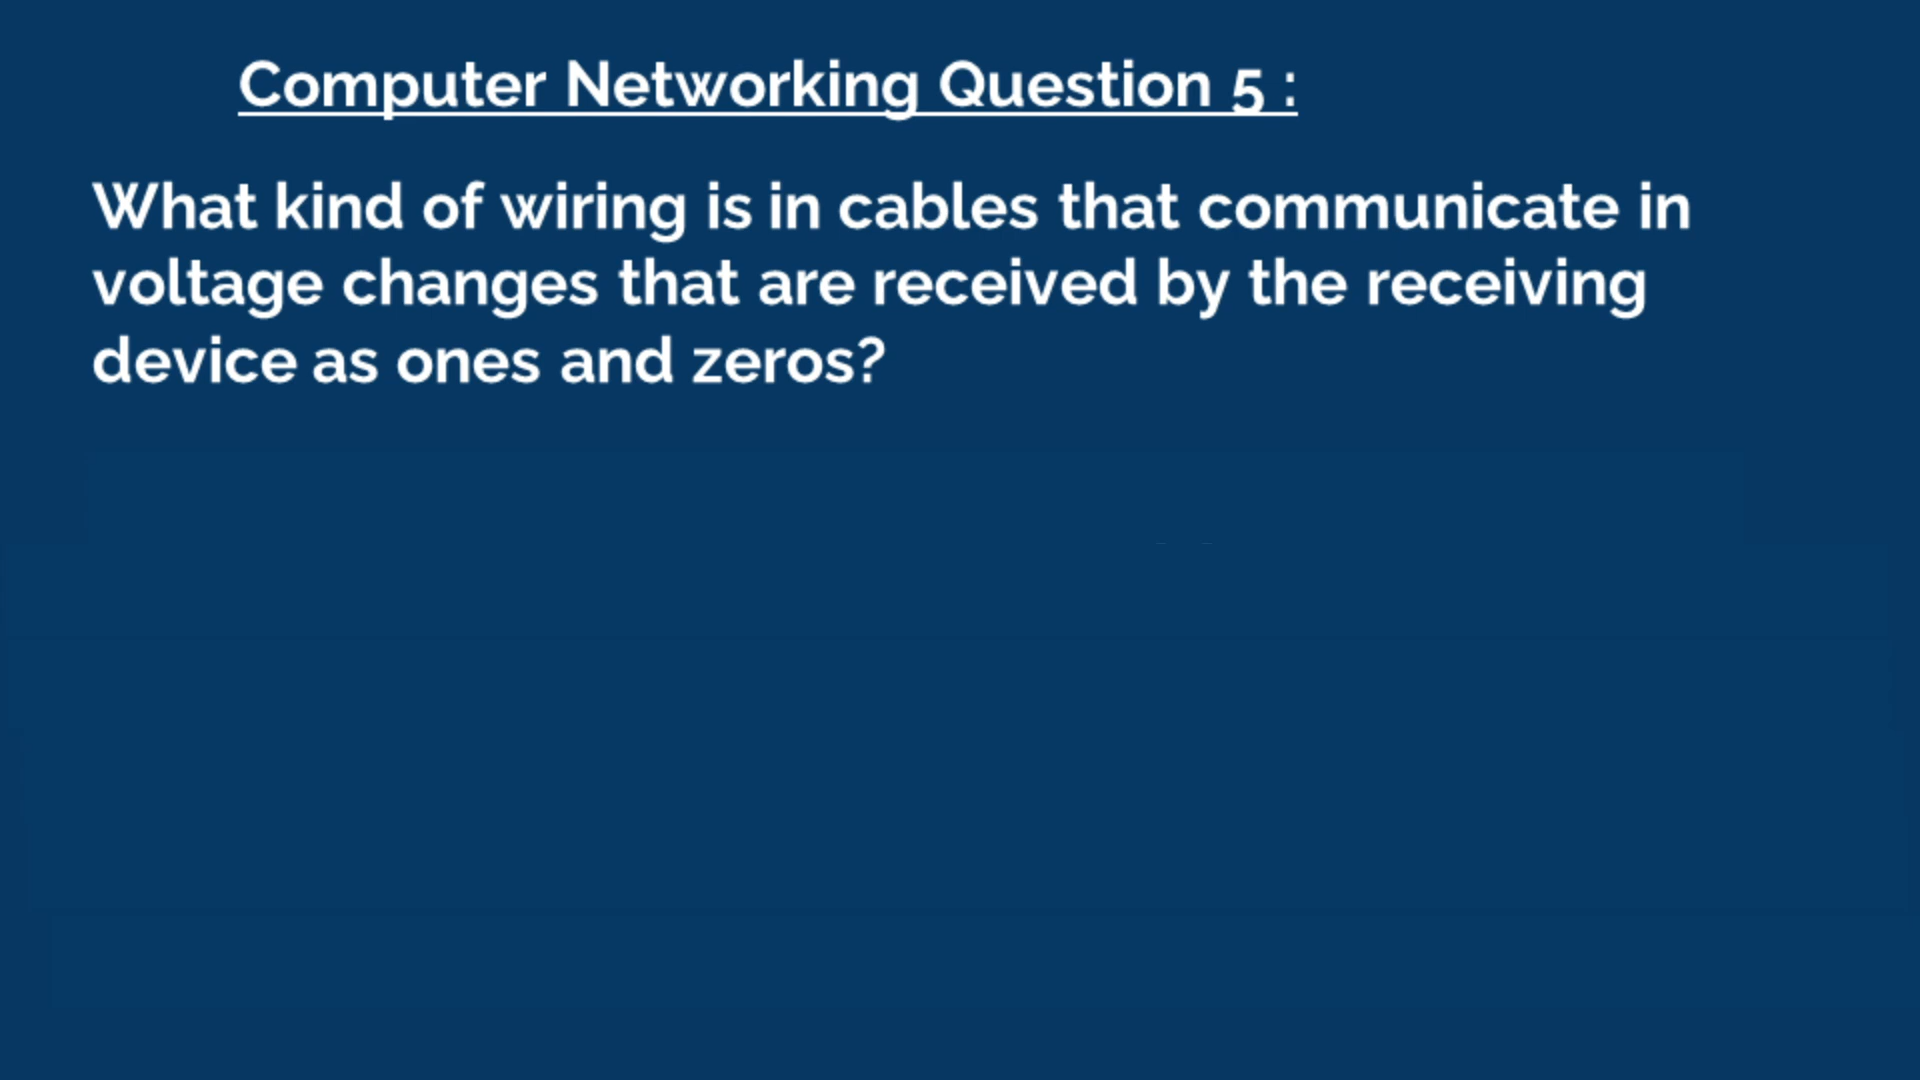 Computer Networking Question 5 :
What kind of wiring is in cables that communicate in
voltage changes that are received by the receiving
device as ones and zeros?